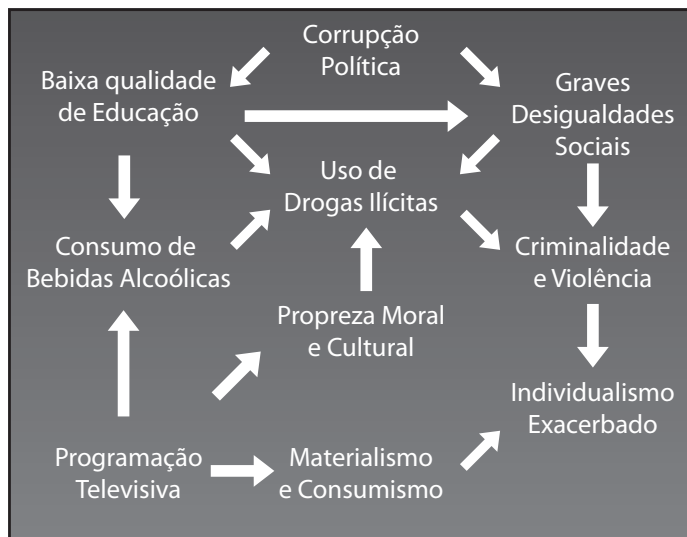 Corrupção
Política
Baixa qualidade
de Educação
Graves
Desigualdades
Sociais
Uso de
Drogas Ilícitas
Consumo de
Bebidas Alcoólicas
Criminalidade
e Violência
Propreza Moral
e Cultural
Individualismo
Exacerbado
Programação
Televisiva
Materialismo
e Consumismo